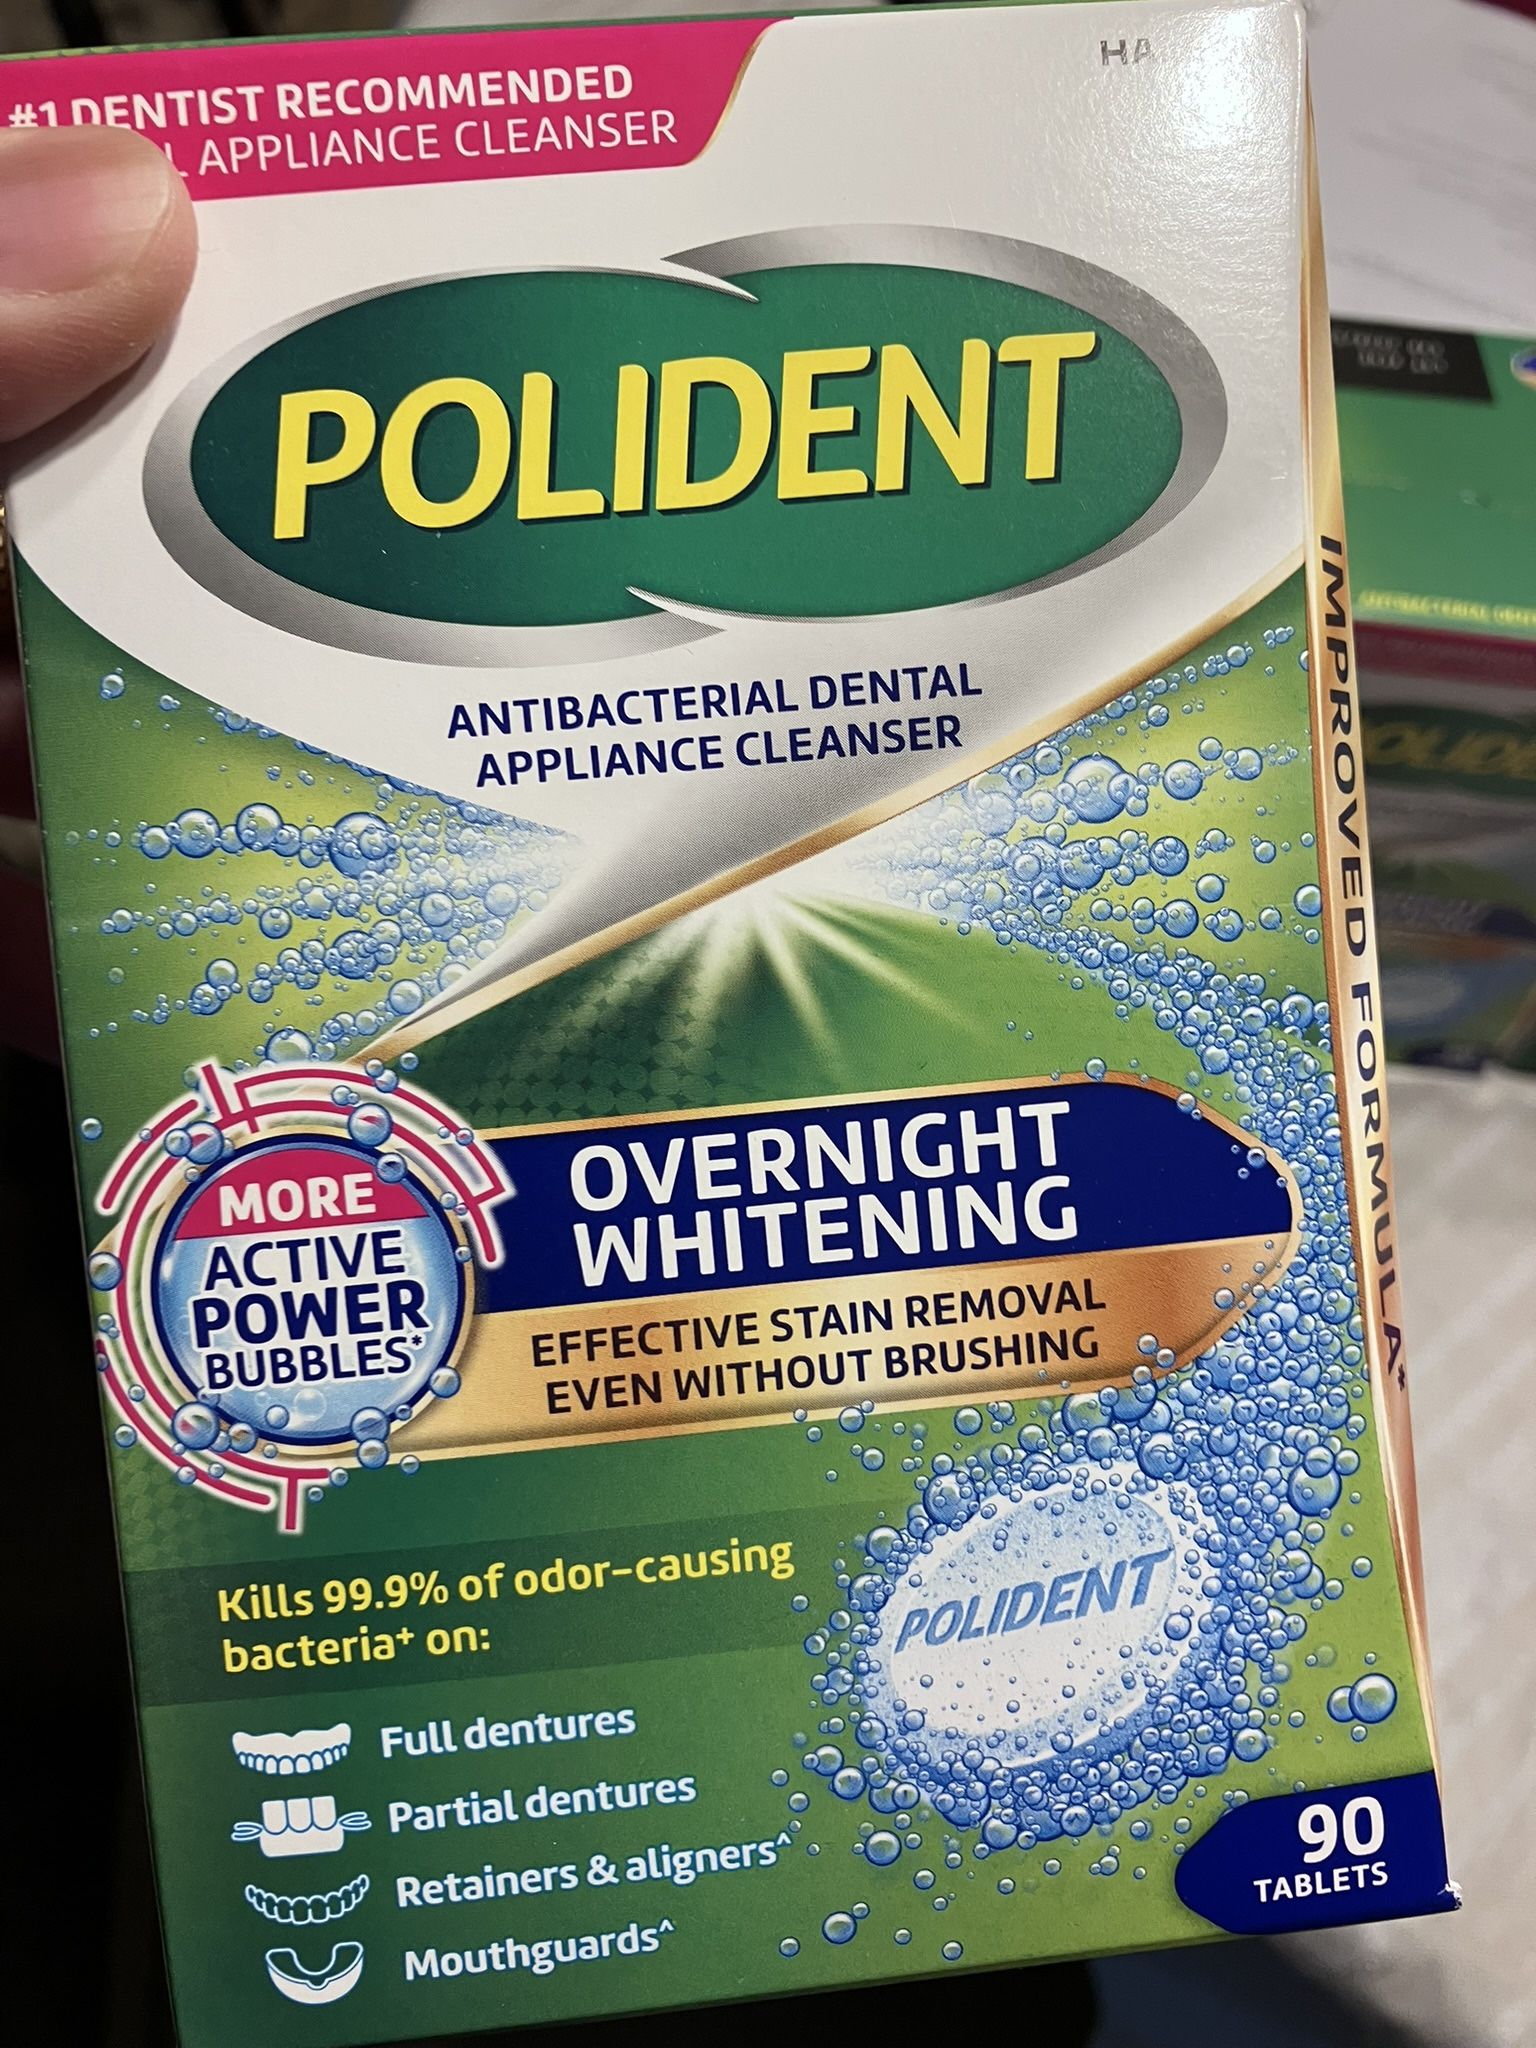 #1 DENTIST RECOMMENDED
APPLIANCE CLEANSER
HA
POLIDENT
ANTIBACTERIAL DENTAL
APPLIANCE CLEANSER
IMPROVED FORMULA*
MORE
ACTIVE
POWER
BUBBLES*
OVERNIGHT
WHITENING
EFFECTIVE STAIN REMOVAL
EVEN WITHOUT BRUSHING
Kills 99.9% of odor-causing
bacteria⁺ on:
Full dentures
Partial dentures
Retainers & aligners^
Mouthguards^
POLIDENT
90
TABLETS